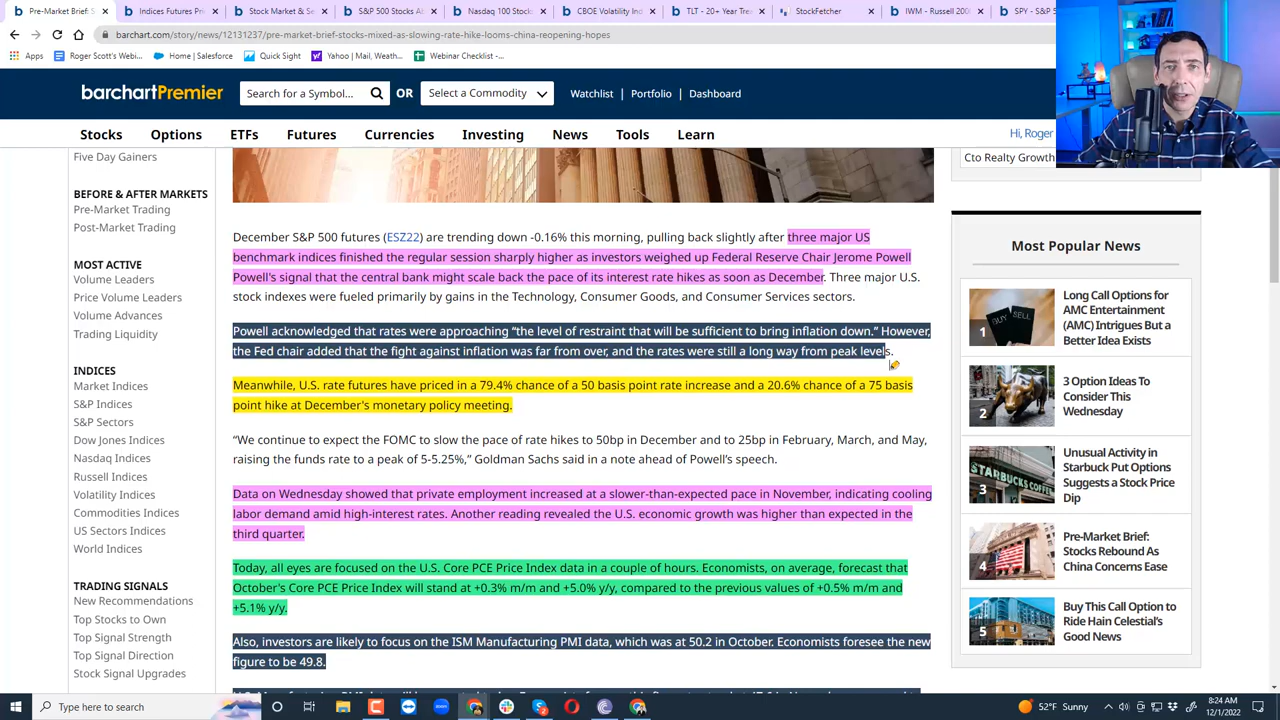 Pre-Market Brief: S
Indices Futures Pri
Stock Market & Se
S&P 500 Stocks A
Nasdaq 100 Stock
CBOE Volatility Ind
TLT - 20+ Year Trea
StockFetcher
IWM - Russell 200
SPY - S&P 5
barchart.com/story/news/12131237/pre-market-brief-stocks-mixed-as-slowing-rate-hike-looms-china-reopening-hopes
Apps
Roger Scott's Webi...
Home | Salesforce
Quick Sight
Yahoo | Mail, Weath...
Webinar Checklist -...
barchartPremier
Search for a Symbol...
OR
Select a Commodity
Watchlist | Portfolio | Dashboard
Stocks Options ETFs Futures Currencies Investing News Tools Learn
Hi, Roger
Five Day Gainers
BEFORE & AFTER MARKETS
Pre-Market Trading
Post-Market Trading
MOST ACTIVE
Volume Leaders
Price Volume Leaders
Volume Advances
Trading Liquidity
INDICES
Market Indices
S&P Indices
S&P Sectors
Dow Jones Indices
Nasdaq Indices
Russell Indices
Volatility Indices
Commodities Indices
US Sectors Indices
World Indices
TRADING SIGNALS
New Recommendations
Top Stocks to Own
Top Signal Strength
Top Signal Direction
Stock Signal Upgrades
December S&P 500 futures (ESZ22) are trending down -0.16% this morning, pulling back slightly after three major US
benchmark indices finished the regular session sharply higher as investors weighed up Federal Reserve Chair Jerome Powell
Powell's signal that the central bank might scale back the pace of its interest rate hikes as soon as December. Three major U.S.
stock indexes were fueled primarily by gains in the Technology, Consumer Goods, and Consumer Services sectors.
Powell acknowledged that rates were approaching “the level of restraint that will be sufficient to bring inflation down.” However,
the Fed chair added that the fight against inflation was far from over, and the rates were still a long way from peak levels.
Meanwhile, U.S. rate futures have priced in a 79.4% chance of a 50 basis point rate increase and a 20.6% chance of a 75 basis
point hike at December's monetary policy meeting.
“We continue to expect the FOMC to slow the pace of rate hikes to 50bp in December and to 25bp in February, March, and May,
raising the funds rate to a peak of 5-5.25%,” Goldman Sachs said in a note ahead of Powell’s speech.
Data on Wednesday showed that private employment increased at a slower-than-expected pace in November, indicating cooling
labor demand amid high-interest rates. Another reading revealed the U.S. economic growth was higher than expected in the
third quarter.
Today, all eyes are focused on the U.S. Core PCE Price Index data in a couple of hours. Economists, on average, forecast that
October's Core PCE Price Index will stand at +0.3% m/m and +5.0% y/y, compared to the previous values of +0.5% m/m and
+5.1% y/y.
Also, investors are likely to focus on the ISM Manufacturing PMI data, which was at 50.2 in October. Economists foresee the new
figure to be 49.8.
Cto Realty Growth
Most Popular News
1
Long Call Options for
AMC Entertainment
(AMC) Intrigues But a
Better Idea Exists
BUY SELL
2
3 Option Ideas To
Consider This
Wednesday
3
STARBUCKS COFFEE
Unusual Activity in
Starbuck Put Options
Suggests a Stock Price
Dip
4
Pre-Market Brief:
Stocks Rebound As
China Concerns Ease
5
Buy This Call Option to
Ride Hain Celestial’s
Good News
Type here to search
52°F Sunny
8:24 AM
12/1/2022